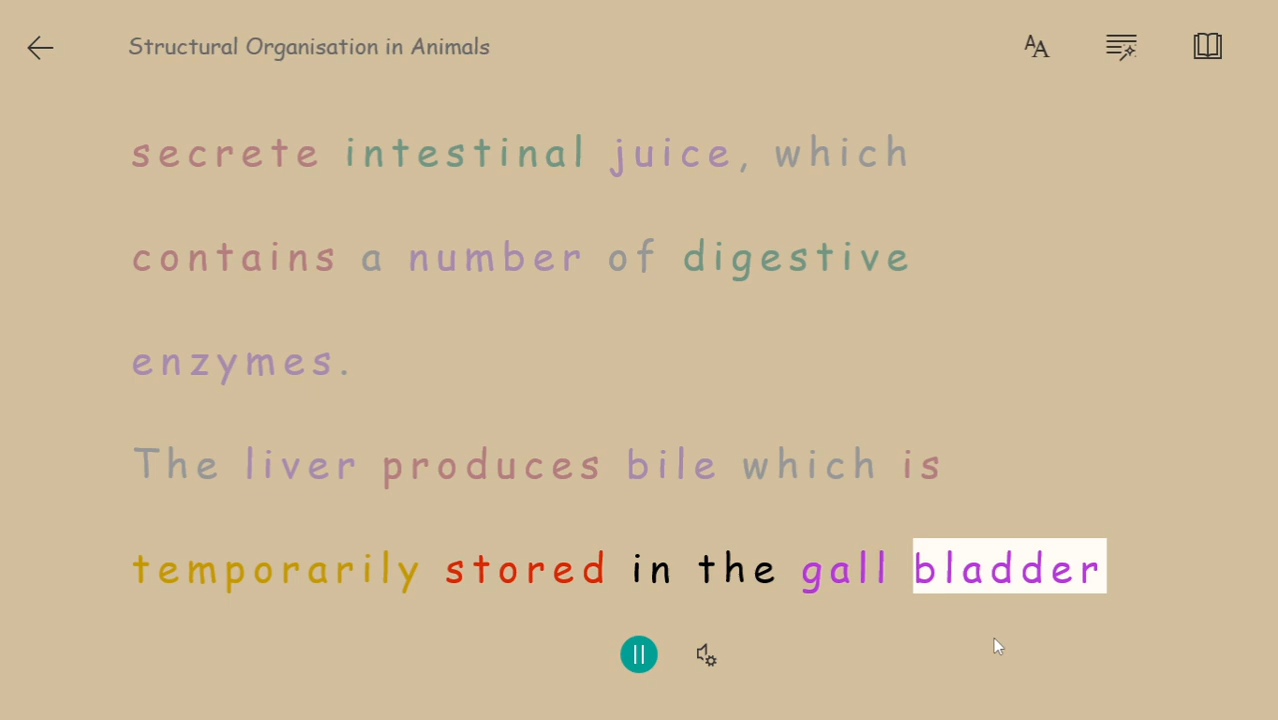 Structural Organisation in Animals
secrete intestinal juice, which
contains a number of digestive
enzymes.
The liver produces bile which is
temporarily stored in the gall bladder